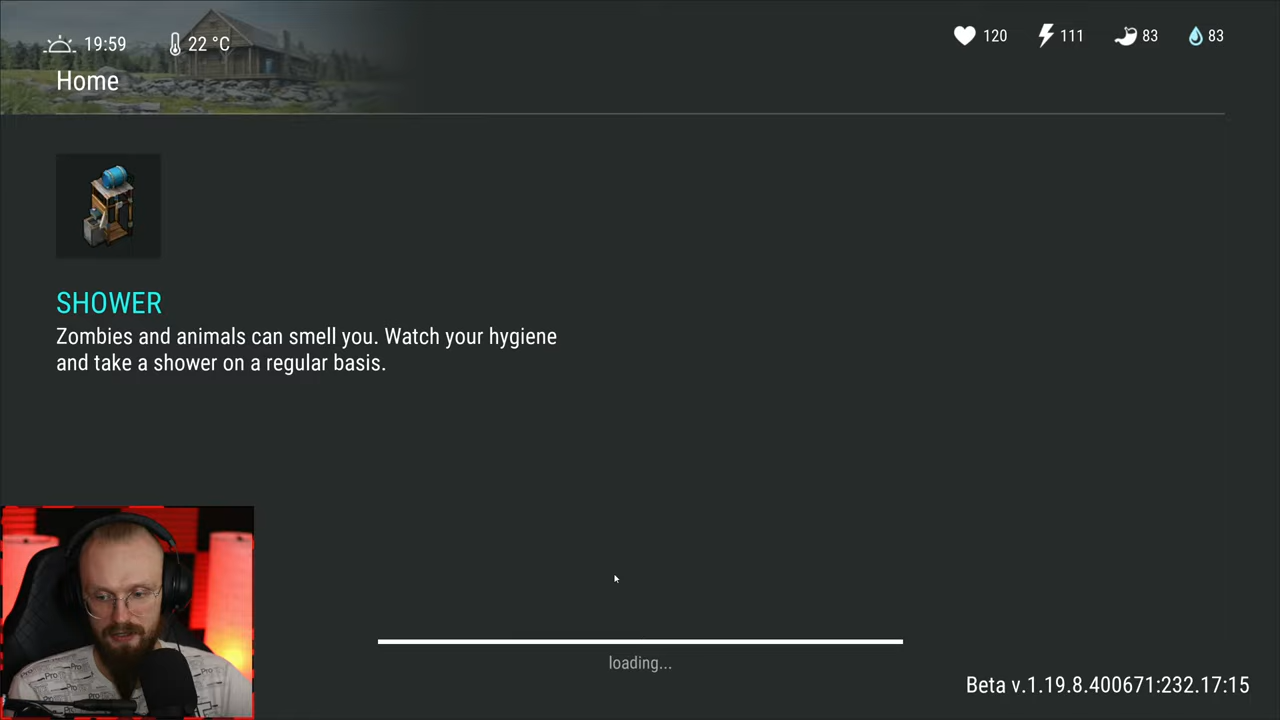 19:59 22 °C
120 111 83 83
Home
SHOWER
Zombies and animals can smell you. Watch your hygiene
and take a shower on a regular basis.
loading...
Beta v.1.19.8.400671:232.17:15